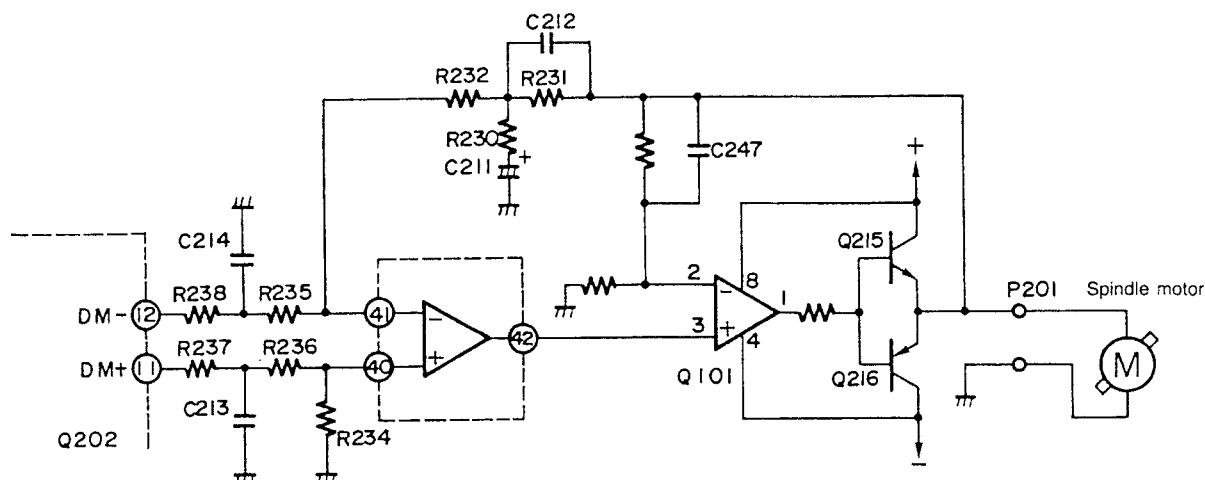 C212
R232
R231
R230
+
C211
C247
+
C214
Q215
R238
R235
2
8
P201
Spindle motor
DM-
12
41
-
42
-
1
3
+
4
M
R237
R236
DM+
11
40
+
Q101
Q216
C213
R234
Q202
-